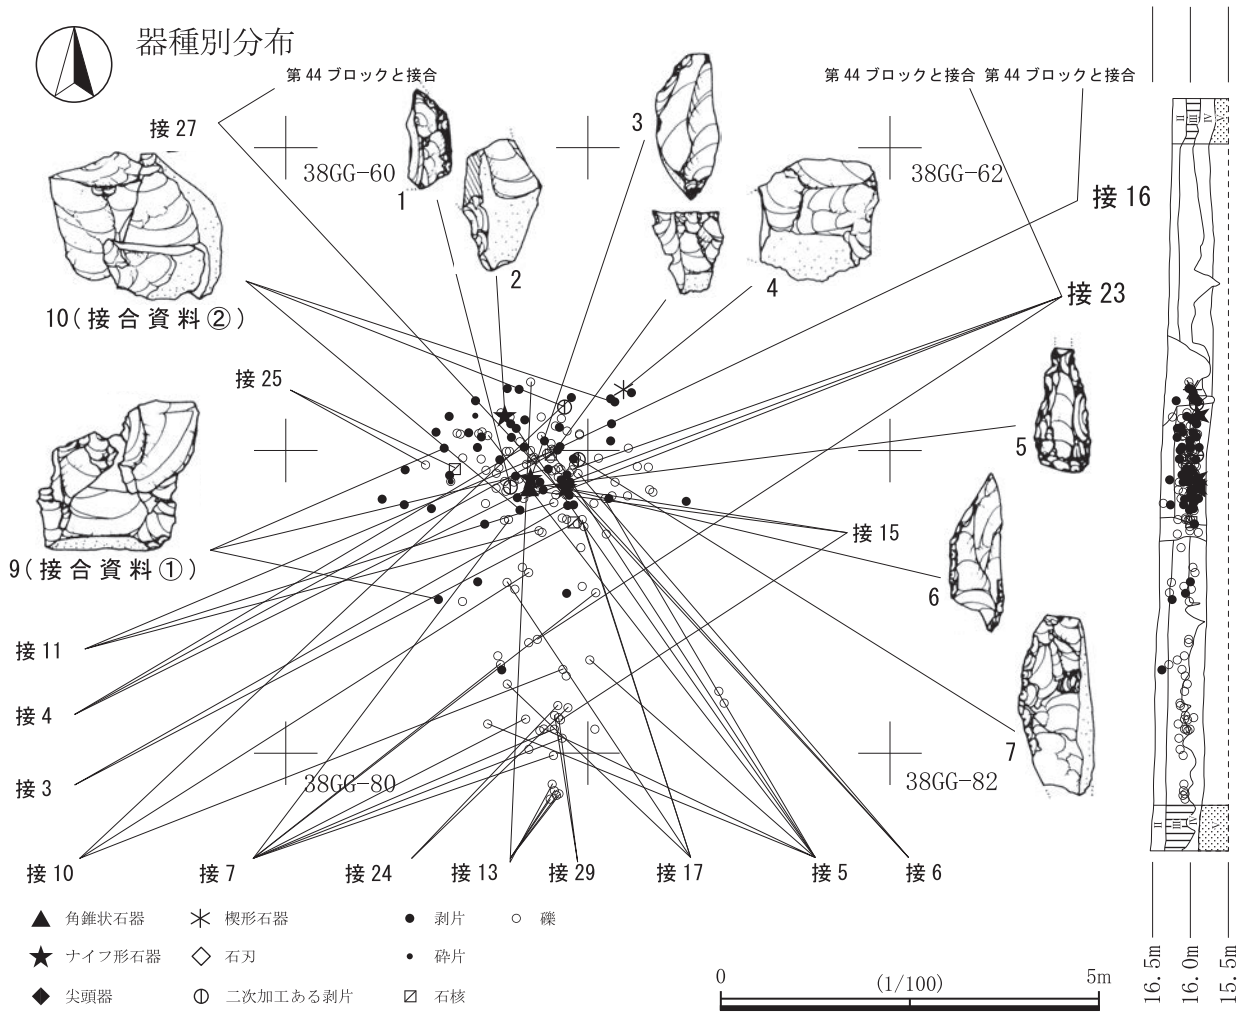 器種別分布
第44ブロックと接合
第44ブロックと接合 第44ブロックと接合
接27
38GG-60
38GG-62
1
2
3
4
接16
接23
10(接合資料②)
接25
5
9(接合資料①)
接15
6
接11
接4
7
接3
38GG-80
38GG-82
接10
接7
接24
接13
接29
接17
接5
接6
II
III
IV
V
II
III
IV
V
角錐状石器
楔形石器
剥片
礫
ナイフ形石器
石刃
砕片
尖頭器
二次加工ある剥片
石核
0
(1/100)
5m
16.5m
16.0m
15.5m